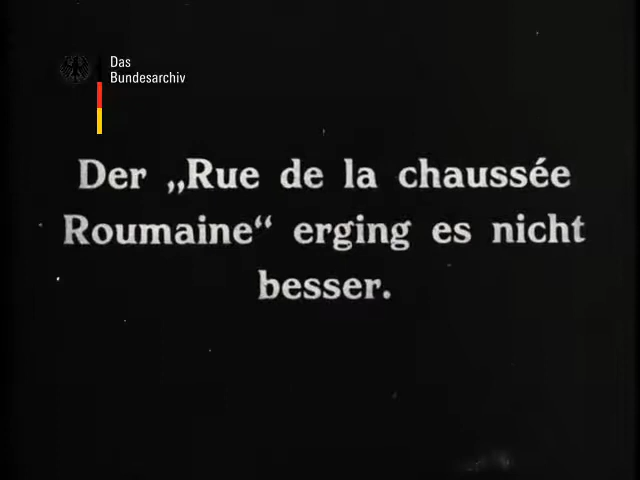 Das
Bundesarchiv
Der „Rue de la chaussée
Roumaine“ erging es nicht
besser.